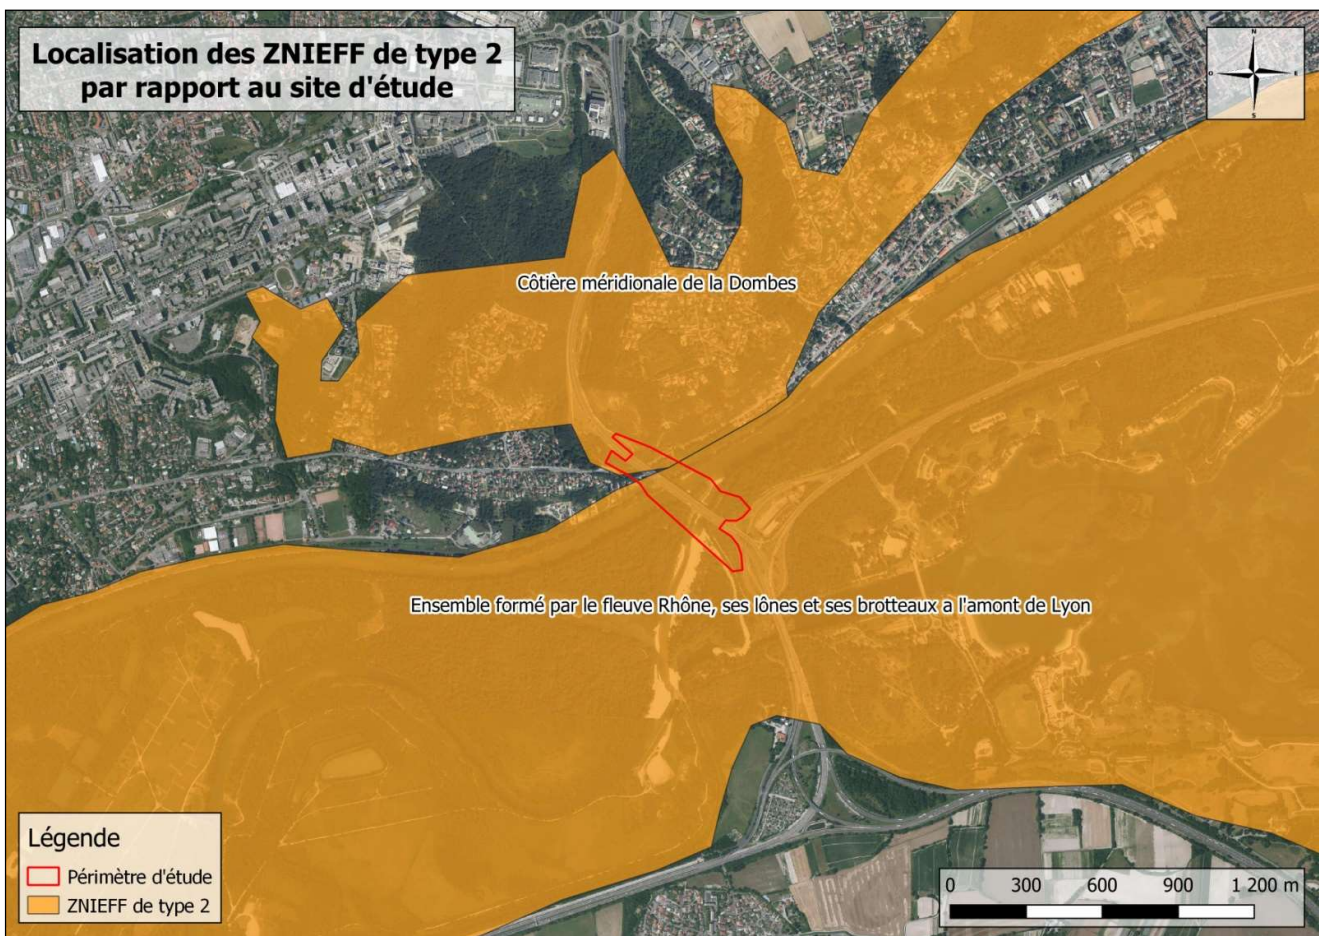 Localisation des ZNIEFF de type 2
par rapport au site d'étude
N
O
E
S
Côtière méridionale de la Dombes
Ensemble formé par le fleuve Rhône, ses lônes et ses brotteaux a l'amont de Lyon
Légende
Périmètre d'étude
ZNIEFF de type 2
0 300 600 900 1 200 m